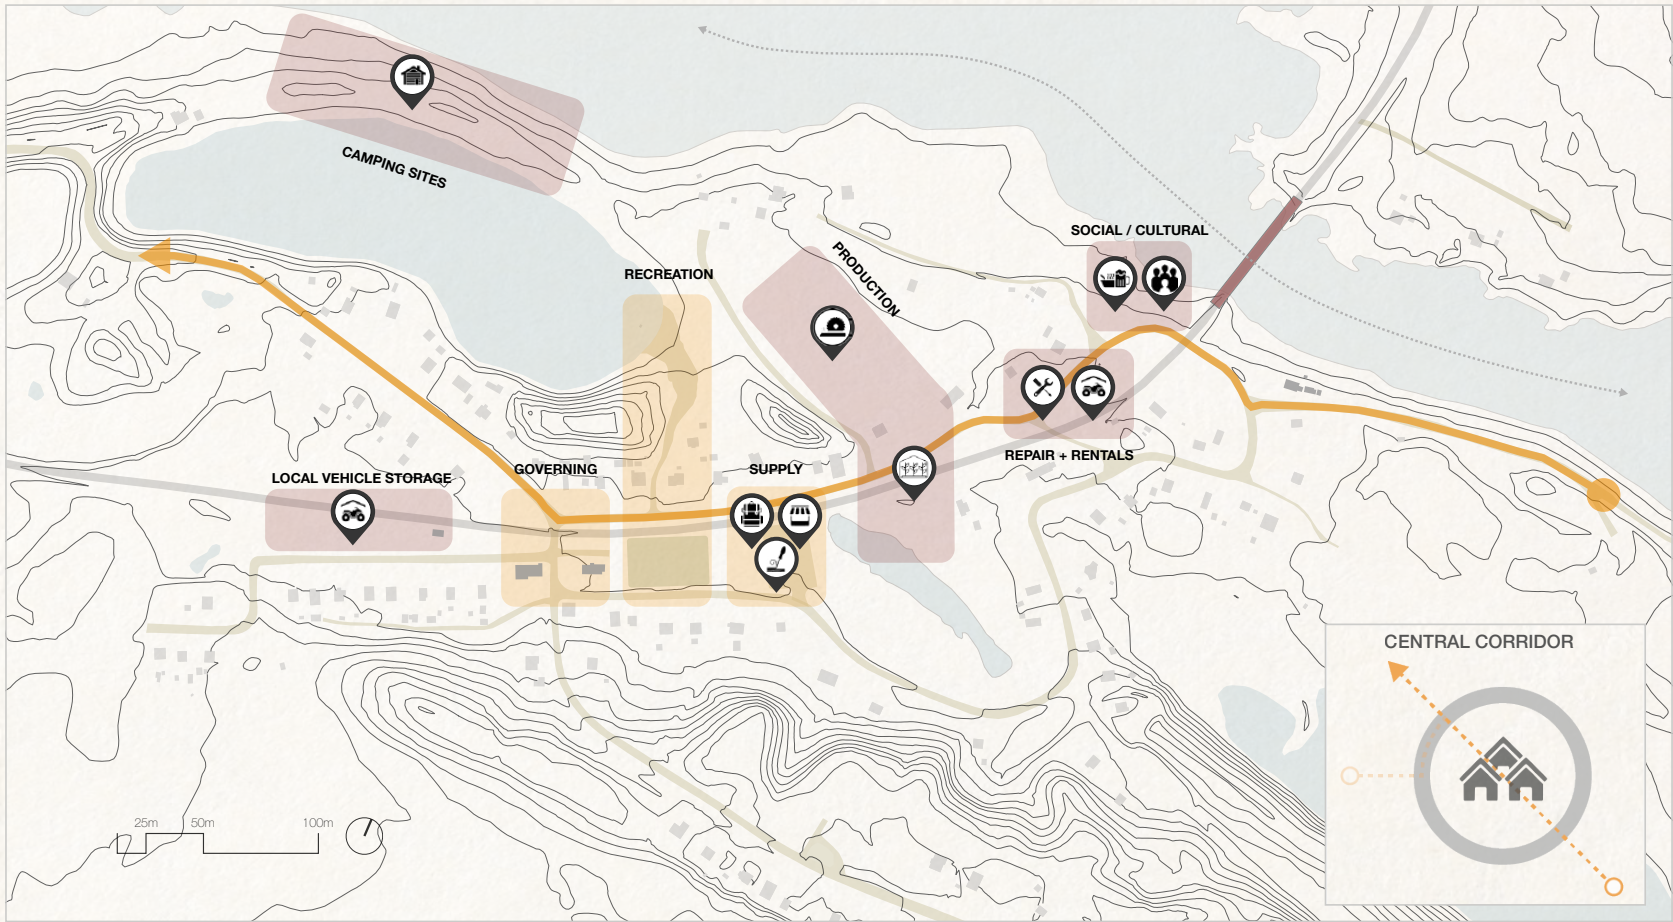 CAMPING SITES
SOCIAL / CULTURAL
PRODUCTION
RECREATION
REPAIR + RENTALS
GOVERNING
SUPPLY
LOCAL VEHICLE STORAGE
CENTRAL CORRIDOR
25m
50m
100m